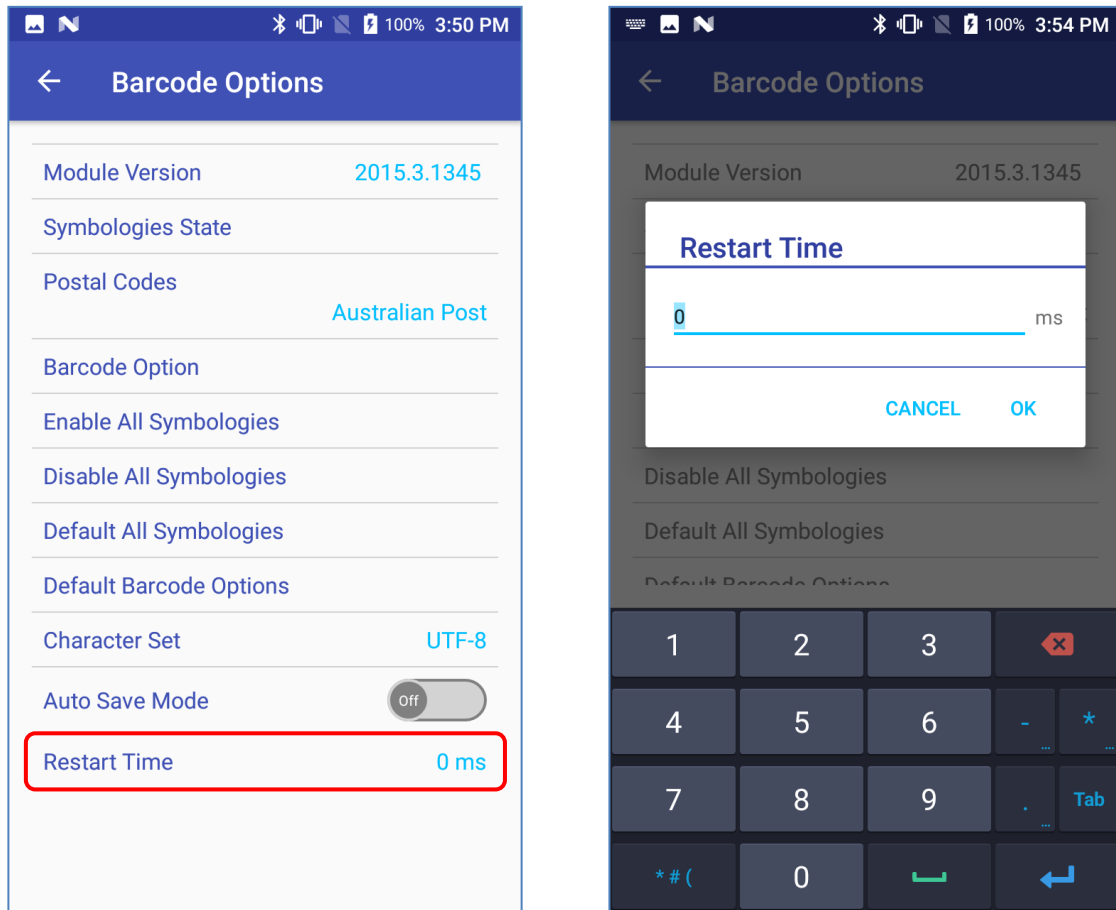 100% 3:50 PM
Barcode Options
Module Version 2015.3.1345
Symbologies State
Postal Codes
Australian Post
Barcode Option
Enable All Symbologies
Disable All Symbologies
Default All Symbologies
Default Barcode Options
Character Set UTF-8
Auto Save Mode Off
Restart Time 0 ms
100% 3:54 PM
Barcode Options
Module Version 2015.3.1345
Restart Time
0 ms
CANCEL OK
Disable All Symbologies
Default All Symbologies
Default Barcode Options
1 2 3
4 5 6 - ... * ...
7 8 9 . ... Tab
* # ( 0